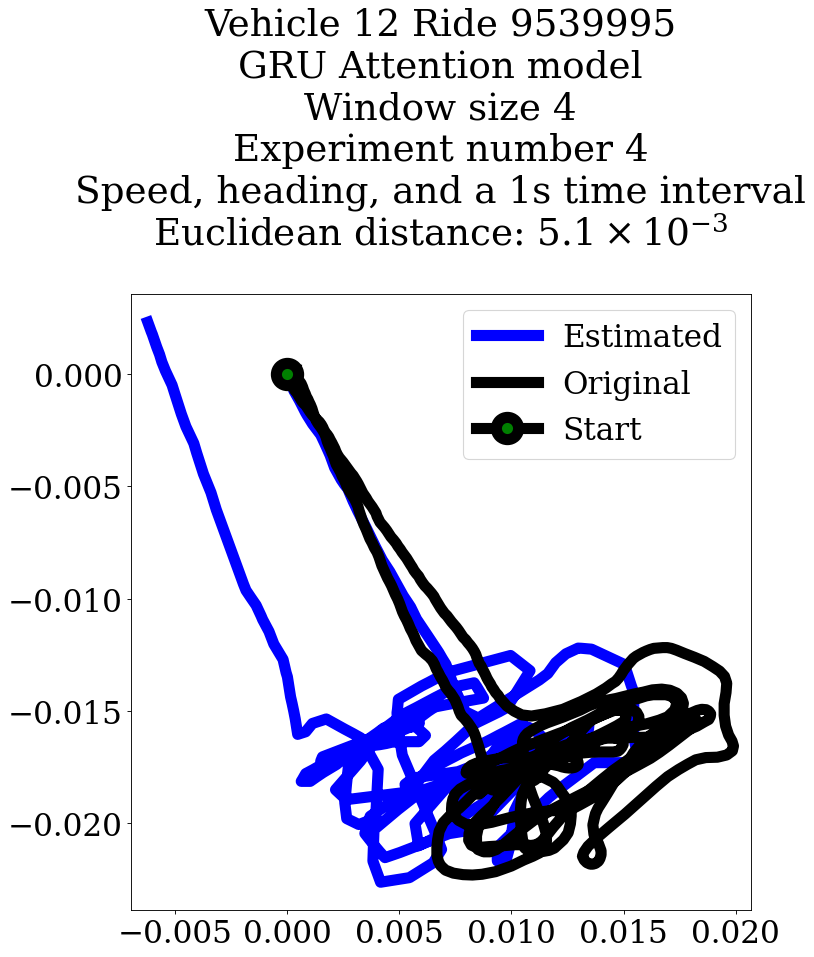 Vehicle 12 Ride 9539995
GRU Attention model
Window size 4
Experiment number 4
Speed, heading, and a 1s time interval
Euclidean distance: 5.1 × 10⁻³
Estimated
Original
Start
0.000
−0.005
−0.010
−0.015
−0.020
−0.005 0.000 0.005 0.010 0.015 0.020